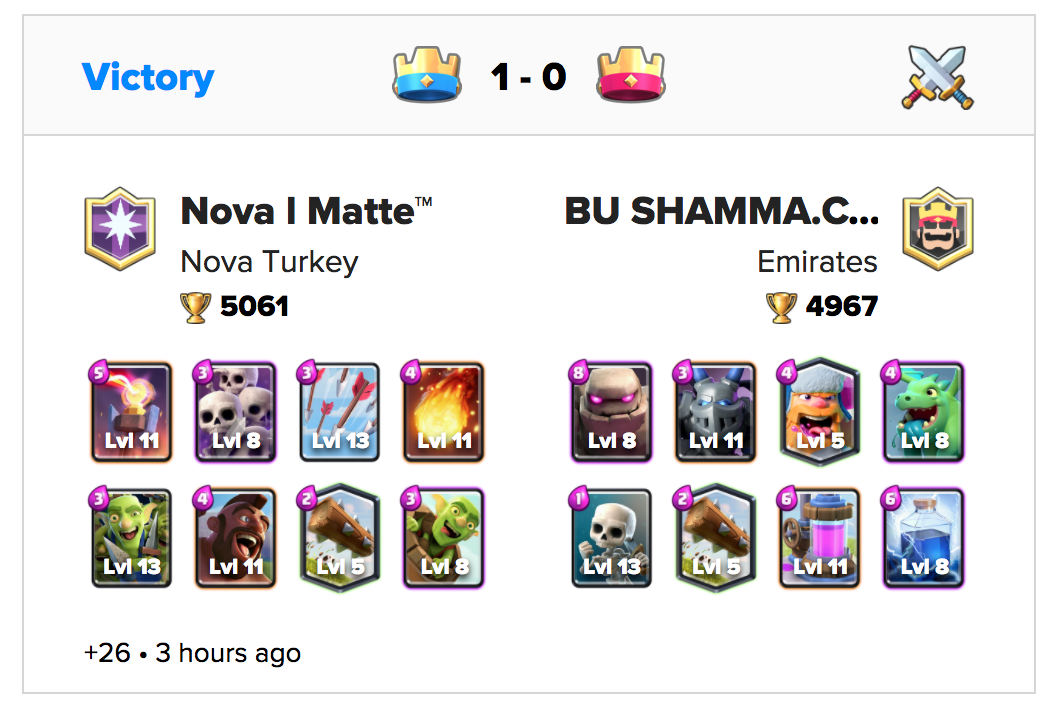 Victory
1 - 0
Nova l Matte™
Nova Turkey
5061
BU SHAMMA.C...
Emirates
4967
5 3 3 4
Lvl 11 Lvl 8 Lvl 13 Lvl 11
3 4 2 3
Lvl 13 Lvl 11 Lvl 5 Lvl 8
8 3 4 4
Lvl 8 Lvl 11 Lvl 5 Lvl 8
1 2 6 6
Lvl 13 Lvl 5 Lvl 11 Lvl 8
+26 • 3 hours ago